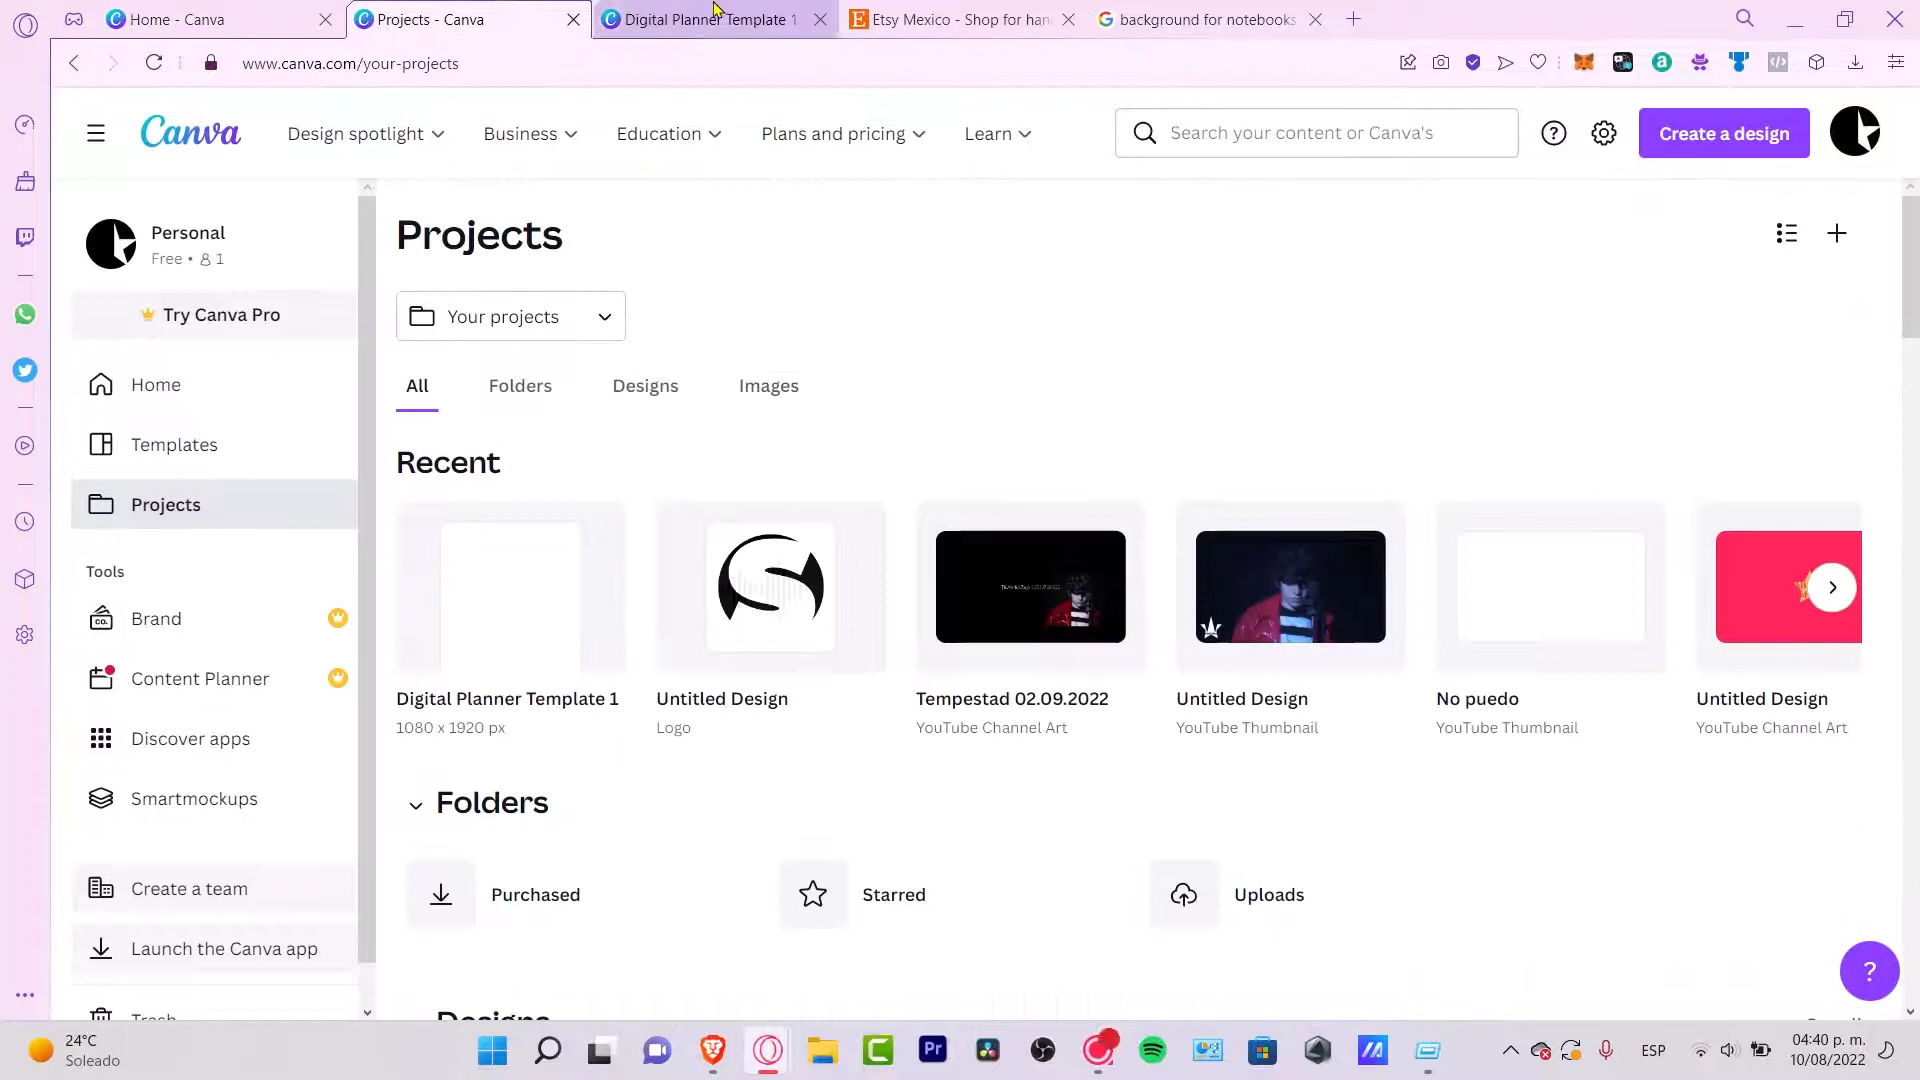 Home - Canva
Projects - Canva
Digital Planner Template 1
Etsy Mexico - Shop for han
background for notebooks
www.canva.com/your-projects
Canva
Design spotlight
Business
Education
Plans and pricing
Learn
Search your content or Canva's
Create a design
Personal
Free • 1
Try Canva Pro
Home
Templates
Projects
Tools
Brand
Content Planner
Discover apps
Smartmockups
Create a team
Launch the Canva app
Trash
Projects
Your projects
All
Folders
Designs
Images
Recent
Digital Planner Template 1
1080 x 1920 px
Untitled Design
Logo
Tempestad 02.09.2022
YouTube Channel Art
Untitled Design
YouTube Thumbnail
No puedo
YouTube Thumbnail
Untitled Design
YouTube Channel Art
Folders
Purchased
Starred
Uploads
Designs
?
24°C
Soleado
Pr
ESP
04:40 p. m.
10/08/2022